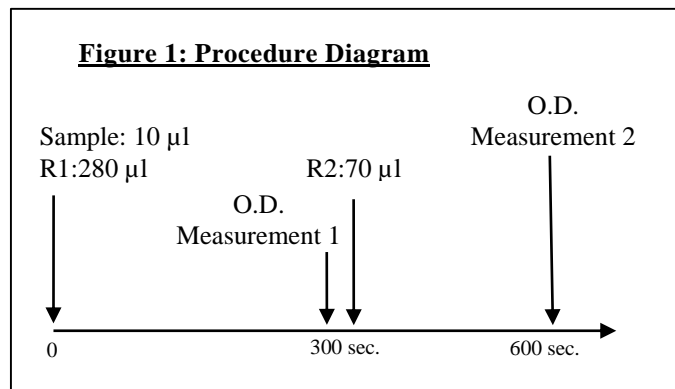 Figure 1: Procedure Diagram
O.D.
Measurement 2
Sample: 10 µl
R1:280 µl
R2:70 µl
O.D.
Measurement 1
0
300 sec.
600 sec.